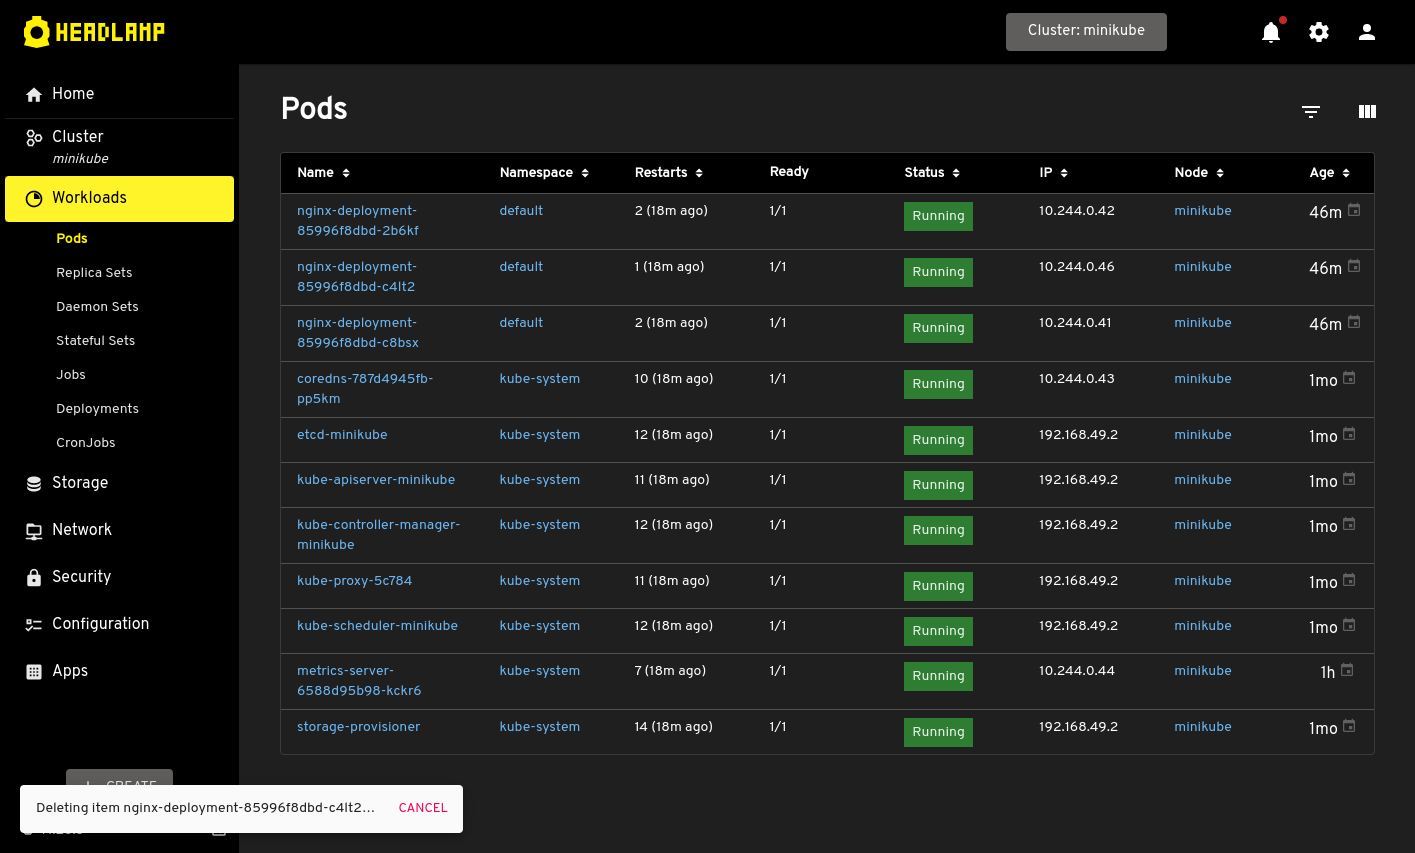 HEADLAMP
Cluster: minikube
Home
Cluster
minikube
Workloads
Pods
Replica Sets
Daemon Sets
Stateful Sets
Jobs
Deployments
CronJobs
Storage
Network
Security
Configuration
Apps
CREATE
Deleting item nginx-deployment-85996f8dbd-c4lt2… CANCEL
Pods
Name Namespace Restarts Ready Status IP Node Age
nginx-deployment- default 2 (18m ago) 1/1 Running 10.244.0.42 minikube 46m
85996f8dbd-2b6kf
nginx-deployment- default 1 (18m ago) 1/1 Running 10.244.0.46 minikube 46m
85996f8dbd-c4lt2
nginx-deployment- default 2 (18m ago) 1/1 Running 10.244.0.41 minikube 46m
85996f8dbd-c8bsx
coredns-787d4945fb- kube-system 10 (18m ago) 1/1 Running 10.244.0.43 minikube 1mo
pp5km
etcd-minikube kube-system 12 (18m ago) 1/1 Running 192.168.49.2 minikube 1mo
kube-apiserver-minikube kube-system 11 (18m ago) 1/1 Running 192.168.49.2 minikube 1mo
kube-controller-manager- kube-system 12 (18m ago) 1/1 Running 192.168.49.2 minikube 1mo
minikube
kube-proxy-5c784 kube-system 11 (18m ago) 1/1 Running 192.168.49.2 minikube 1mo
kube-scheduler-minikube kube-system 12 (18m ago) 1/1 Running 192.168.49.2 minikube 1mo
metrics-server- kube-system 7 (18m ago) 1/1 Running 10.244.0.44 minikube 1h
6588d95b98-kckr6
storage-provisioner kube-system 14 (18m ago) 1/1 Running 192.168.49.2 minikube 1mo